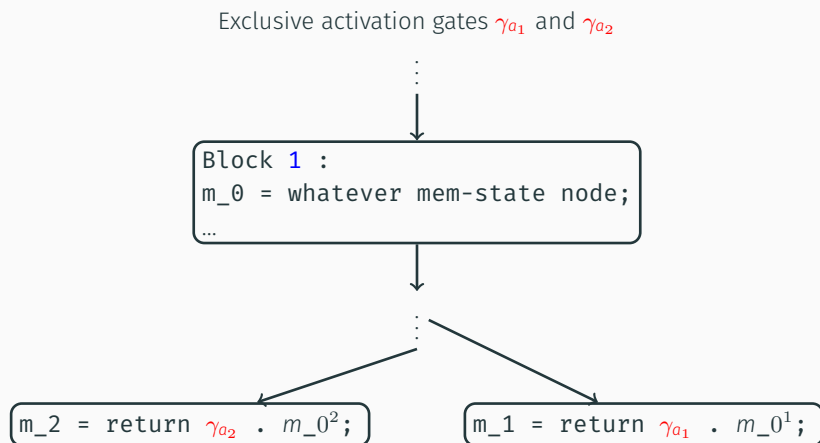 Exclusive activation gates γₐ₁ and γₐ₂
⋮
Block 1 :
m_0 = whatever mem-state node;
...
⋮
m_2 = return γₐ₂ . m_0²;
m_1 = return γₐ₁ . m_0¹;